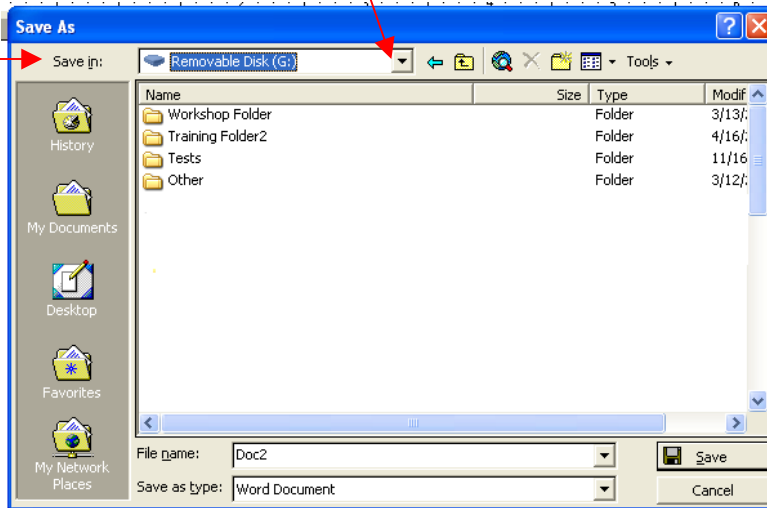 Save As
Save in: Removable Disk (G:) Tools
Name Size Type Modif
Workshop Folder Folder 3/13/
Training Folder2 Folder 4/16/
Tests Folder 11/16
Other Folder 3/12/
History
My Documents
Desktop
Favorites
My Network
Places
File name: Doc2 Save
Save as type: Word Document Cancel